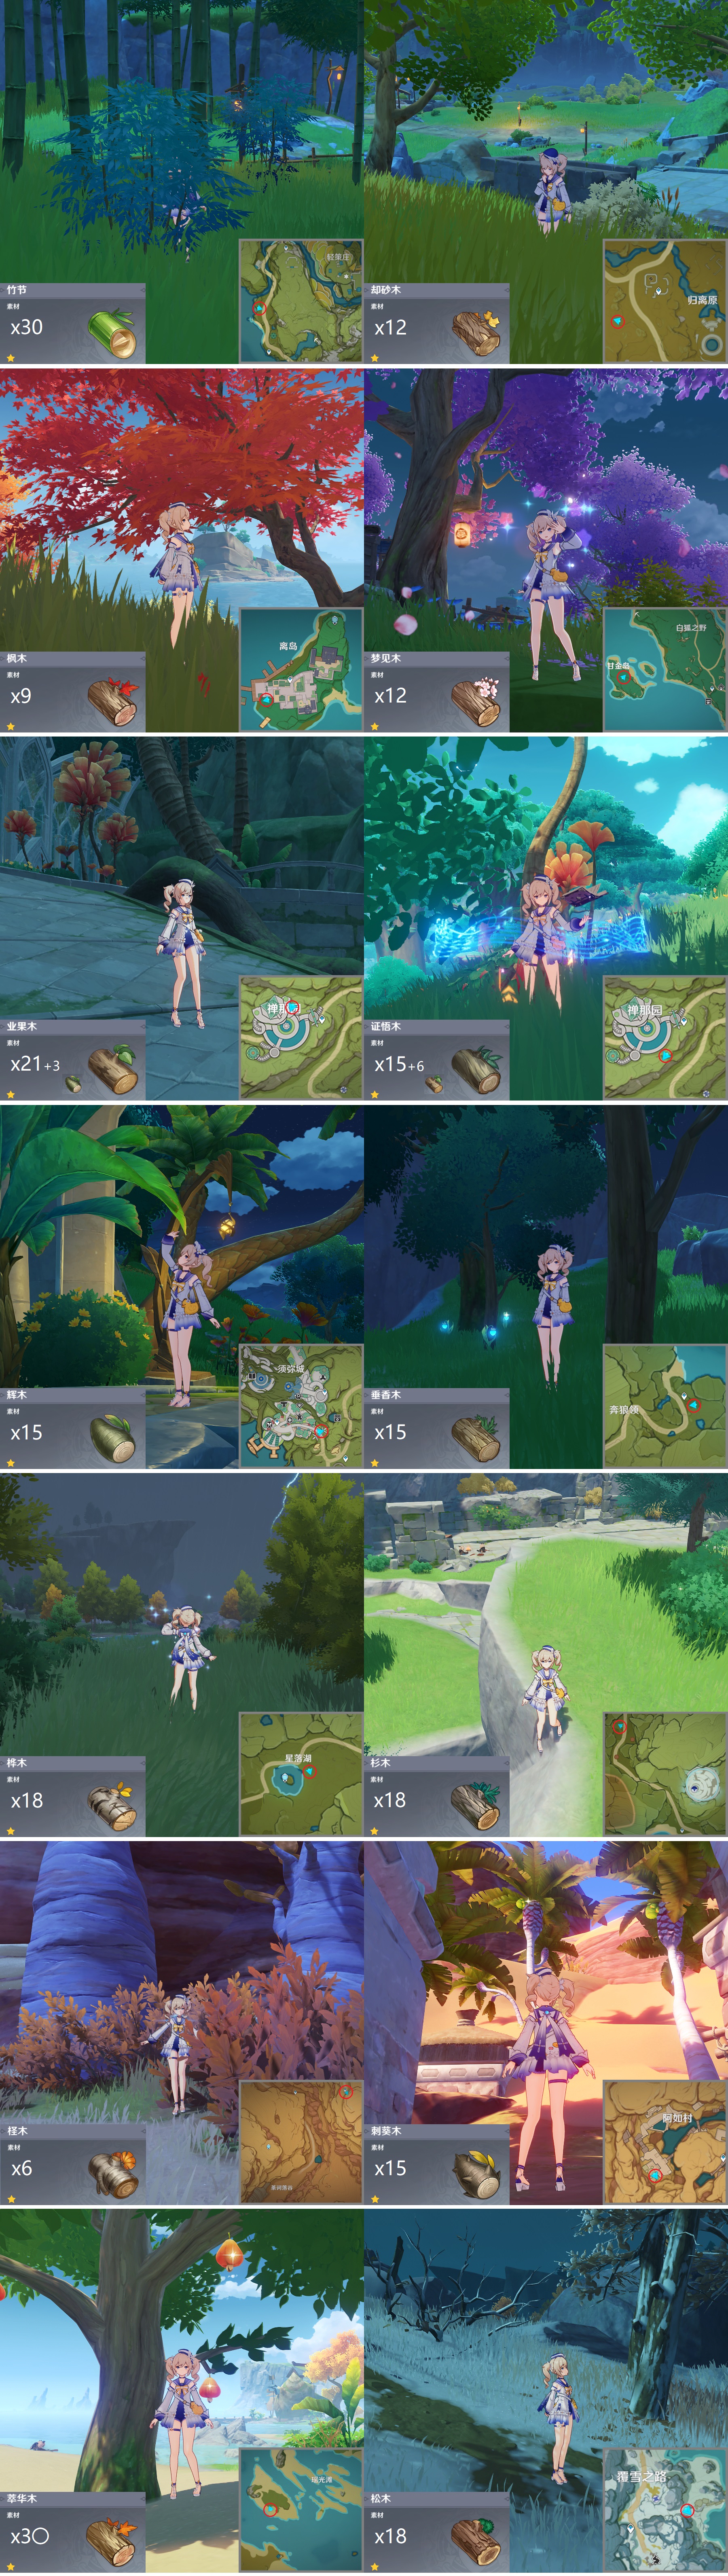 轻策庄
竹节
素材
x30
归离原
却砂木
素材
x12
离岛
枫木
素材
x9
白狐之野
甘金岛
梦见木
素材
x12
禅那园
业果木
素材
x21+3
禅那园
证悟木
素材
x15+6
须弥城
辉木
素材
x15
奔狼领
垂香木
素材
x15
星落湖
桦木
素材
x18
杉木
素材
x18
柽木
素材
x6
阿如村
刺葵木
素材
x15
瑶光滩
萃华木
素材
x30
覆雪之路
松木
素材
x18